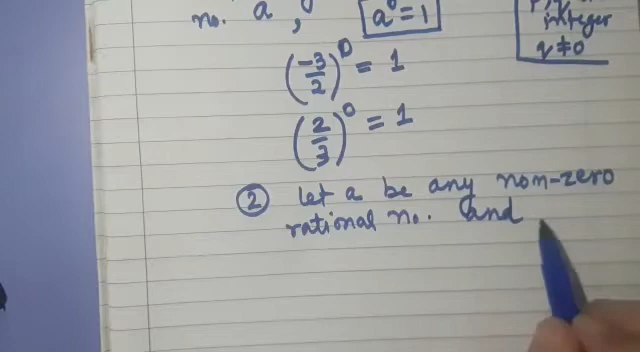 no. a, a⁰ = 1
integer
q ≠ 0
(-3/2)⁰ = 1
(2/3)⁰ = 1
② Let a be any non-zero
rational no. and